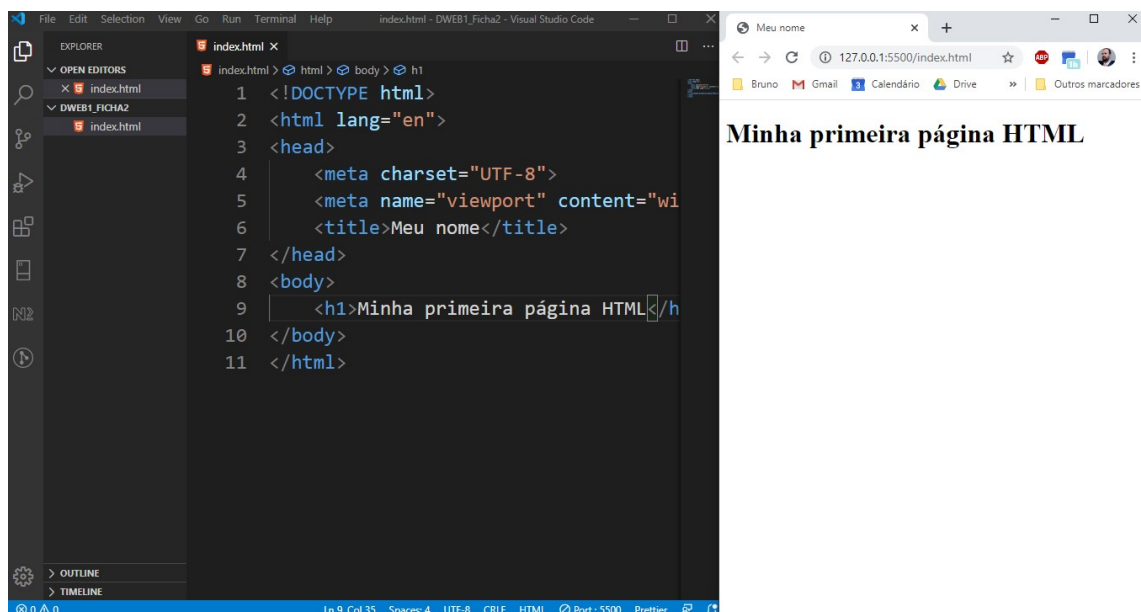 File Edit Selection View Go Run Terminal Help index.html - DWEB1_Ficha2 - Visual Studio Code
EXPLORER
OPEN EDITORS
index.html
DWEB1_FICHA2
index.html
OUTLINE
TIMELINE
index.html
index.html > html > body > h1
1 <!DOCTYPE html>
2 <html lang="en">
3 <head>
4 <meta charset="UTF-8">
5 <meta name="viewport" content="wi
6 <title>Meu nome</title>
7 </head>
8 <body>
9 <h1>Minha primeira página HTML</h
10 </body>
11 </html>
0 0 Ln 9, Col 35 Spaces: 4 UTF-8 CRLF HTML Port : 5500 Prettier
Meu nome
127.0.0.1:5500/index.html ABP 1h
Bruno Gmail 3 Calendário Drive » Outros marcadores
Minha primeira página HTML